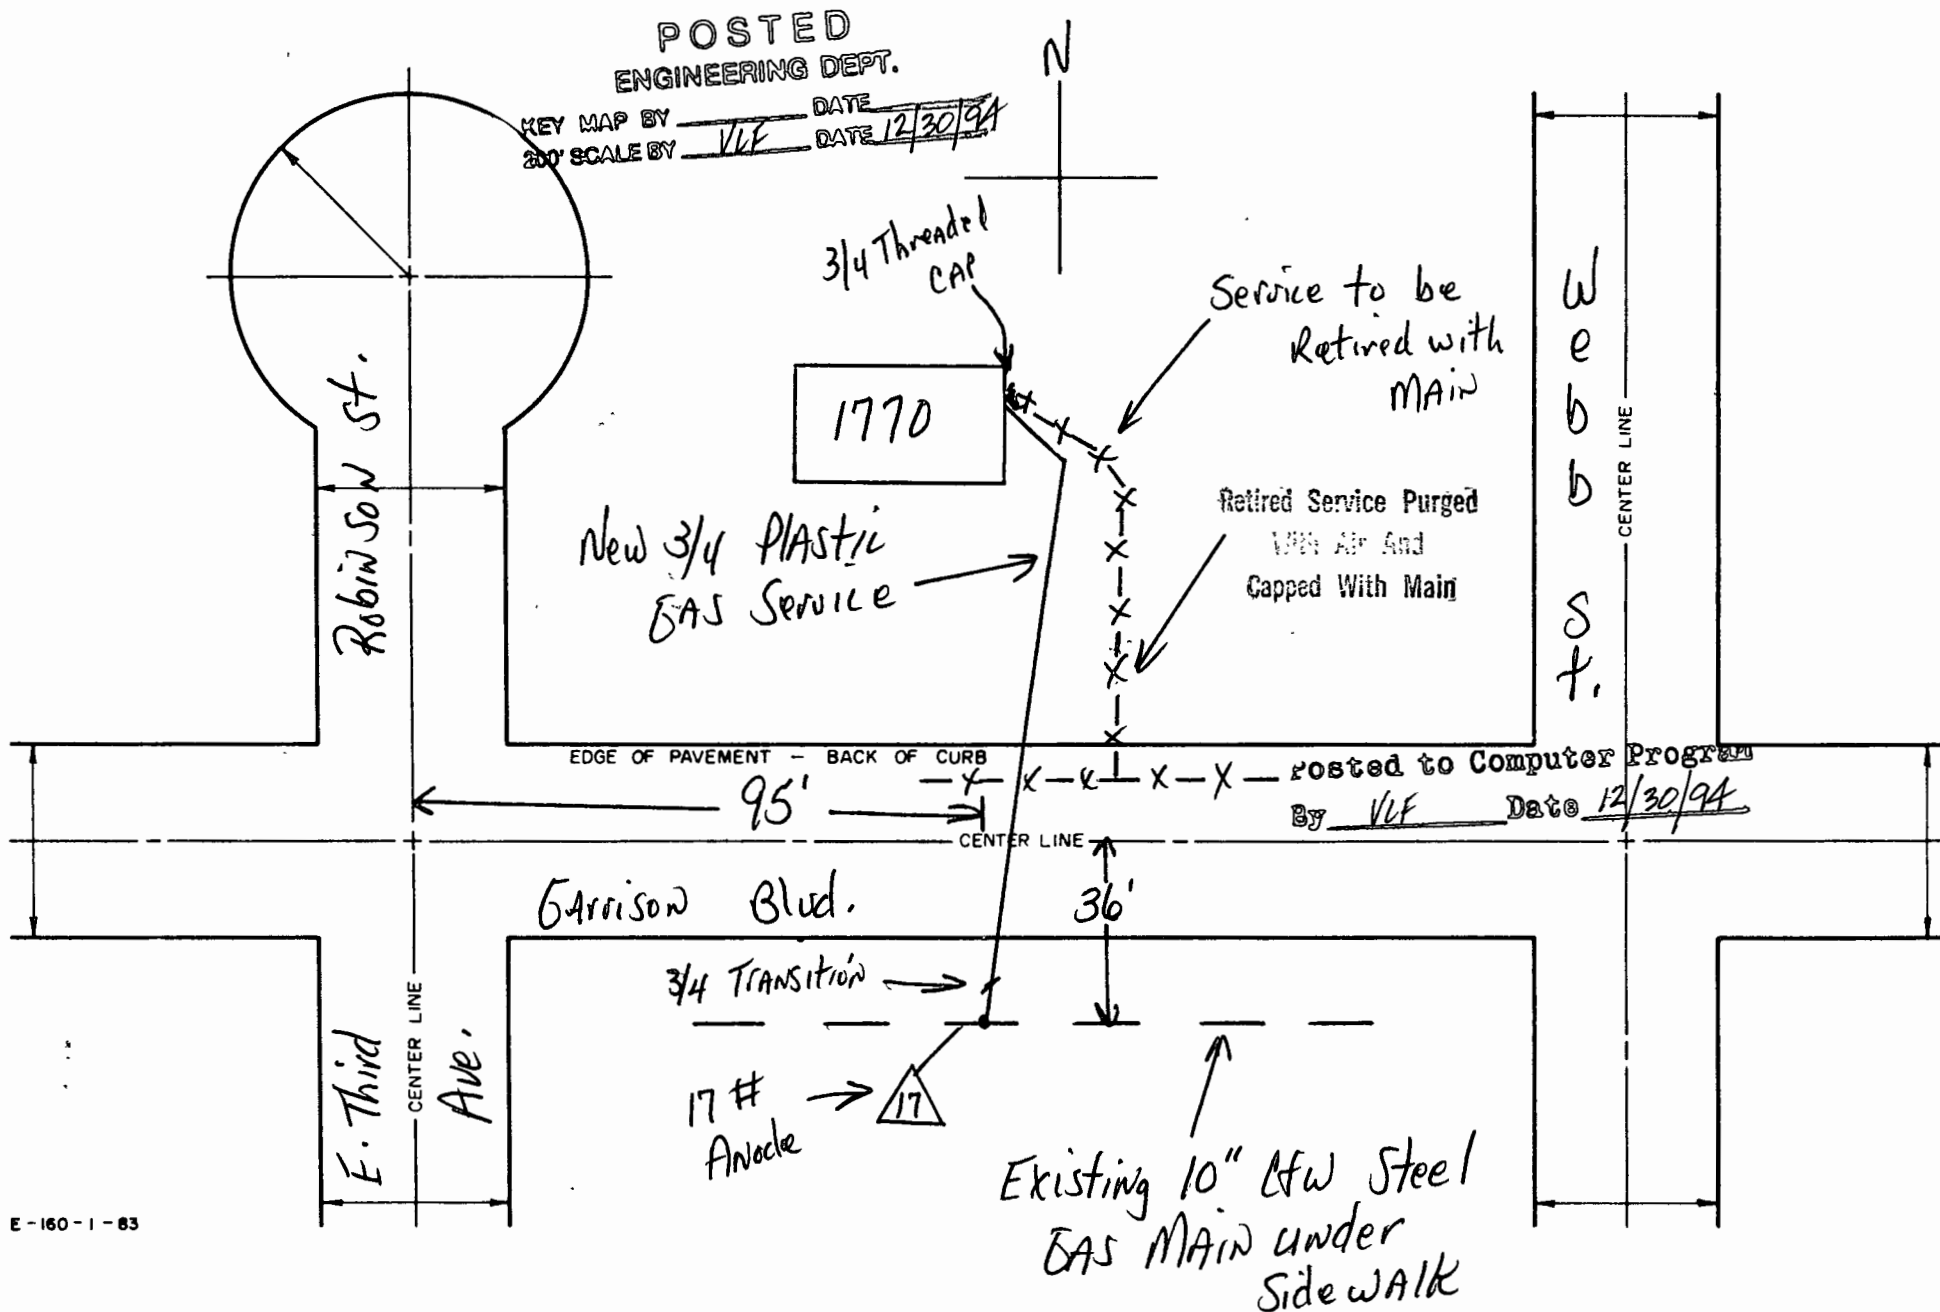 POSTED
ENGINEERING DEPT.
KEY MAP BY DATE
200' SCALE BY VLF DATE 12/30/94
N
3/4 Threaded
CAP
Service to be
Retired with
MAIN
1770
Robinson St.
Webb St.
CENTER LINE
New 3/4 PlAstic
GAS Service
Retired Service Purged
With Air And
Capped With Main
EDGE OF PAVEMENT - BACK OF CURB
Posted to Computer Program
By VLF Date 12/30/94
95'
CENTER LINE
GArrison Blvd.
36'
3/4 TRANSitioN
E. Third
CENTER LINE
Ave.
17 #
ANode
17
Existing 10" C&W Steel
GAS MAIN under
SidewAlk
E-160-1-83